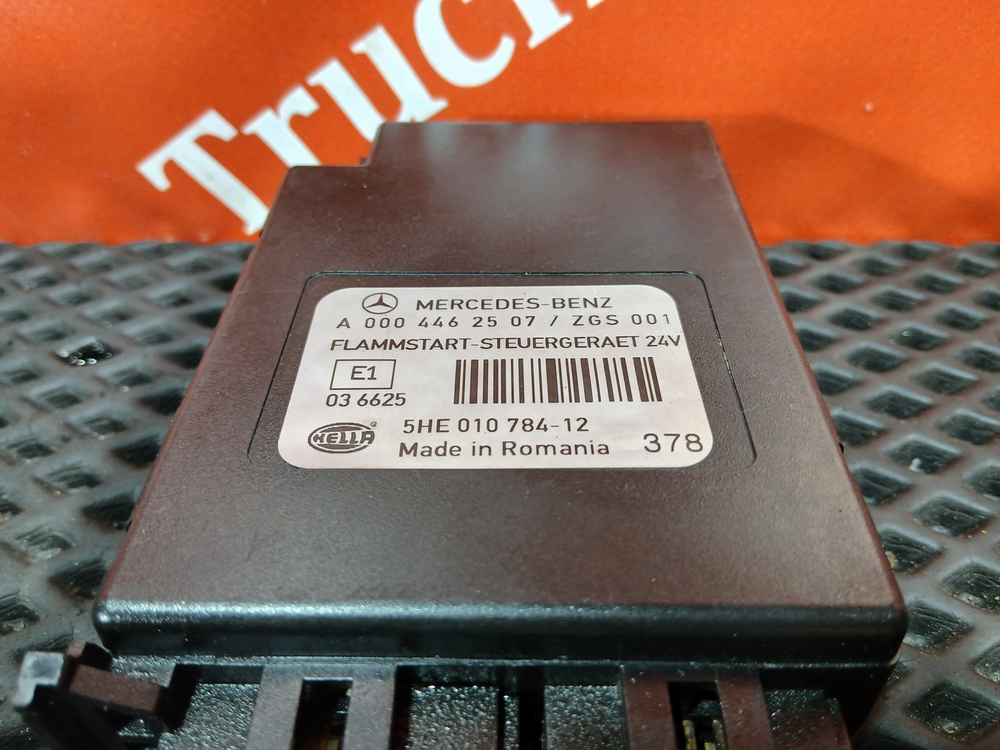 Truck
MERCEDES-BENZ
A 000 446 25 07 / ZGS 001
FLAMMSTART-STEUERGERAET 24V
E1
03 6625
5HE 010 784-12
HELLA
Made in Romania 378